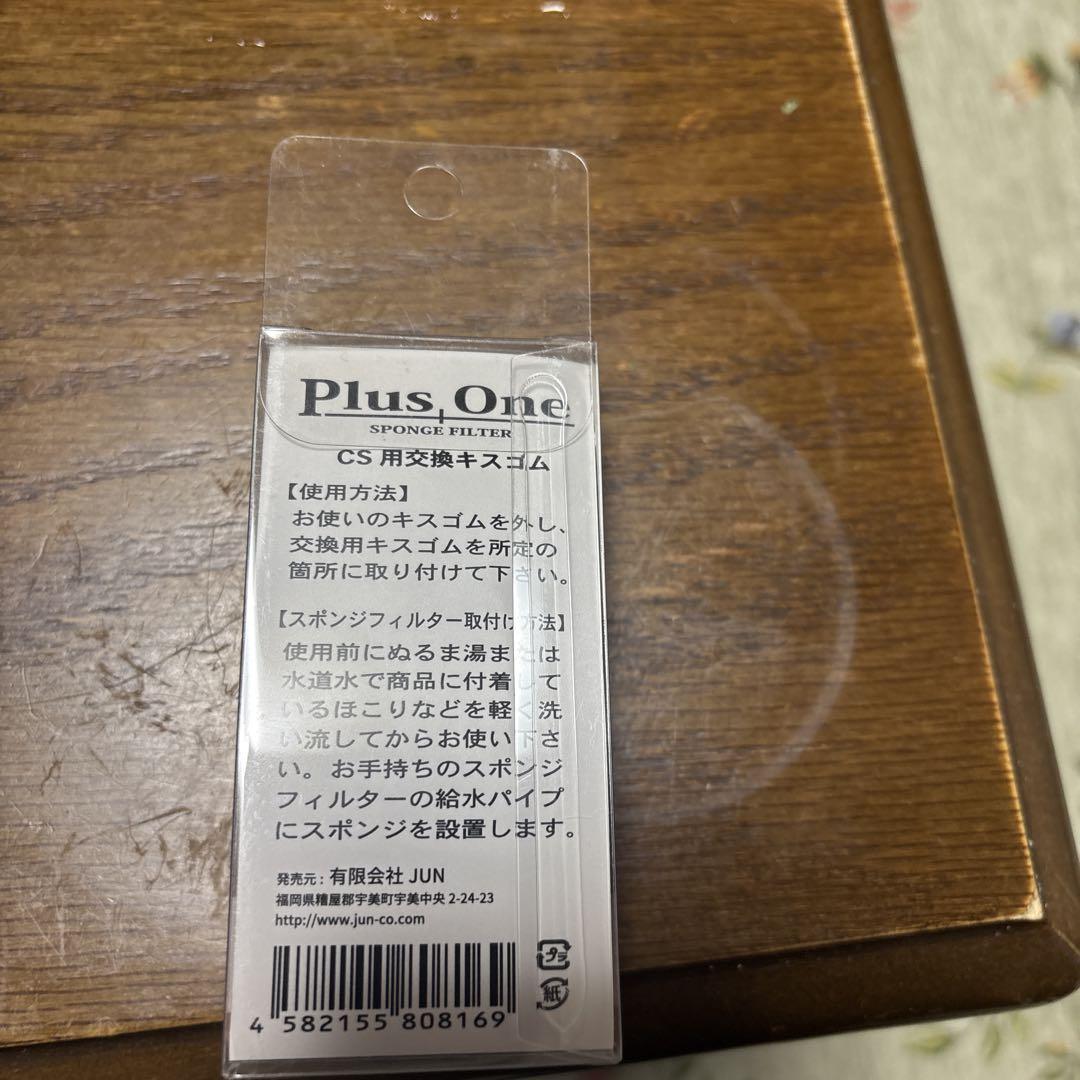 Plus One
SPONGE FILTER
CS 用交換キスゴム
【使用方法】
お使いのキスゴムを外し、
交換用キスゴムを所定の
箇所に取り付けて下さい。
【スポンジフィルター取付け方法】
使用前にぬるま湯または
水道水で商品に付着して
いるほこりなどを軽く洗
い流してからお使い下さ
い。お手持ちのスポンジ
フィルターの給水パイプ
にスポンジを設置します。
発売元：有限会社 JUN
福岡県糟屋郡宇美町宇美中央 2-24-23
http://www.jun-co.com
プラ
紙
4 582155 808169